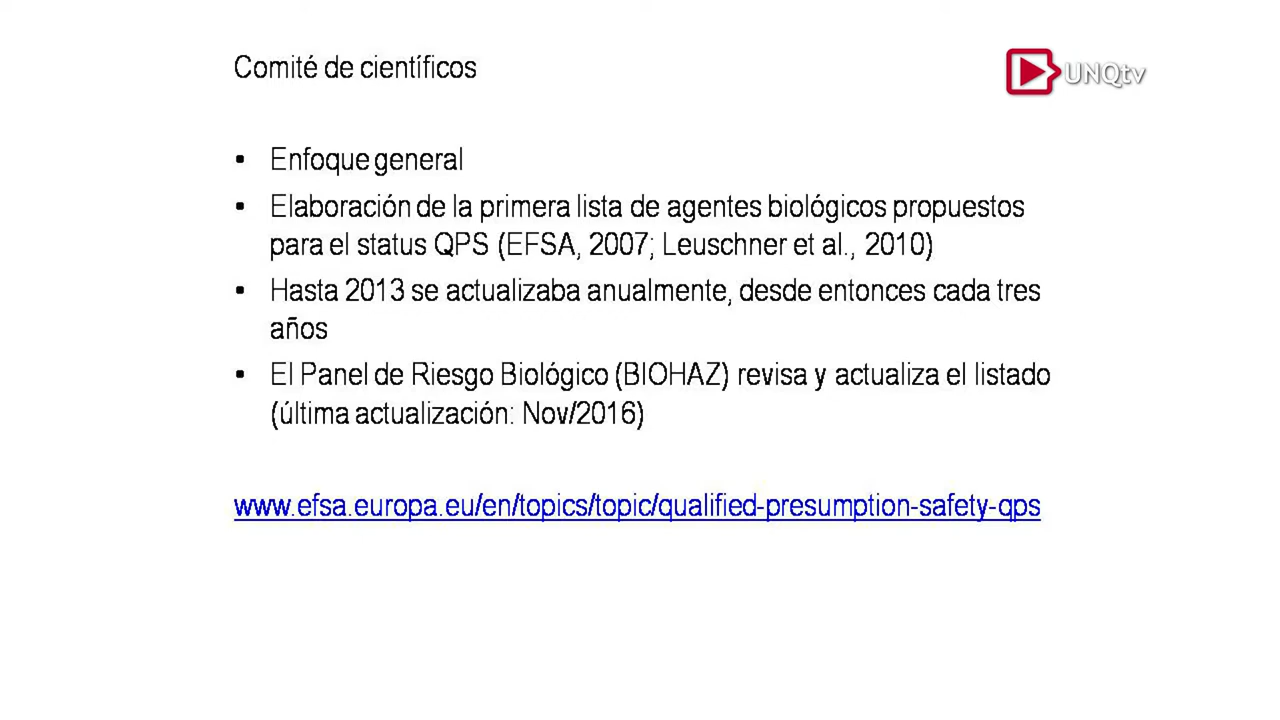 Comité de científicos
UNQtv
• Enfoque general
• Elaboración de la primera lista de agentes biológicos propuestos
para el status QPS (EFSA, 2007; Leuschner et al., 2010)
• Hasta 2013 se actualizaba anualmente, desde entonces cada tres
años
• El Panel de Riesgo Biológico (BIOHAZ) revisa y actualiza el listado
(última actualización: Nov/2016)
www.efsa.europa.eu/en/topics/topic/qualified-presumption-safety-qps